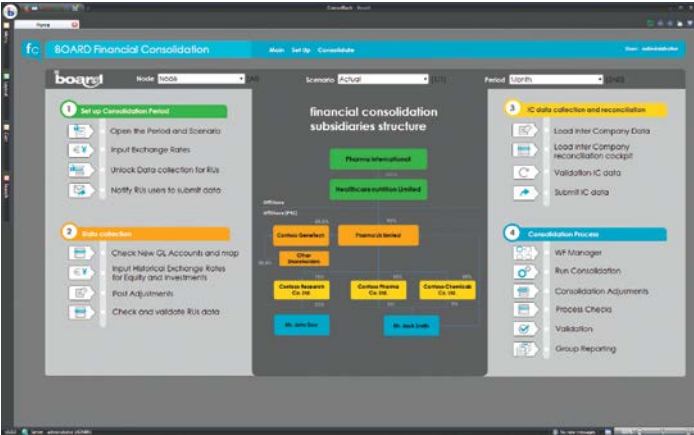 Home
fc
BOARD Financial Consolidation
Main Set Up Consolidate
User: administrator
board
Node Node
Scenario Actual
Period Month
1 Set up Consolidation Period
Open the Period and Scenario
Input Exchange Rates
Unlock Data collection for RUs
Notify RUs users to submit data
2 Data collection
Check New GL Accounts and map
Input Historical Exchange Rates
for Equity and Investments
Post Adjustments
Check and validate RUs data
financial consolidation
subsidiaries structure
Pharma International
Healthcare nutrition Limited
Contoso Genetech
PharmaUs limited
Other
Shareholders
Contoso Research
Co. Ltd.
Contoso Pharma
Co. Ltd.
Contoso Chemicals
Co. Ltd.
Mr. John Doe
Mr. Jack Smith
3 IC data collection and reconciliation
Load Inter Company Data
Load Inter Company
reconciliation cockpit
Validation IC data
Submit IC data
4 Consolidation Process
WF Manager
Run Consolidation
Consolidation Adjustments
Process Checks
Validation
Group Reporting